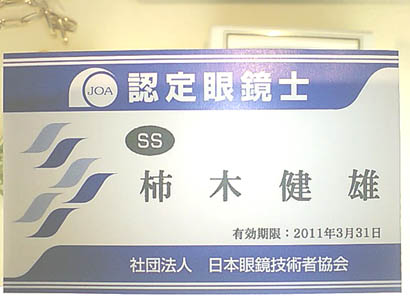 JOA 認定眼鏡士
SS
柿木健雄
有効期限：2011年3月31日
社団法人 日本眼鏡技術者協会